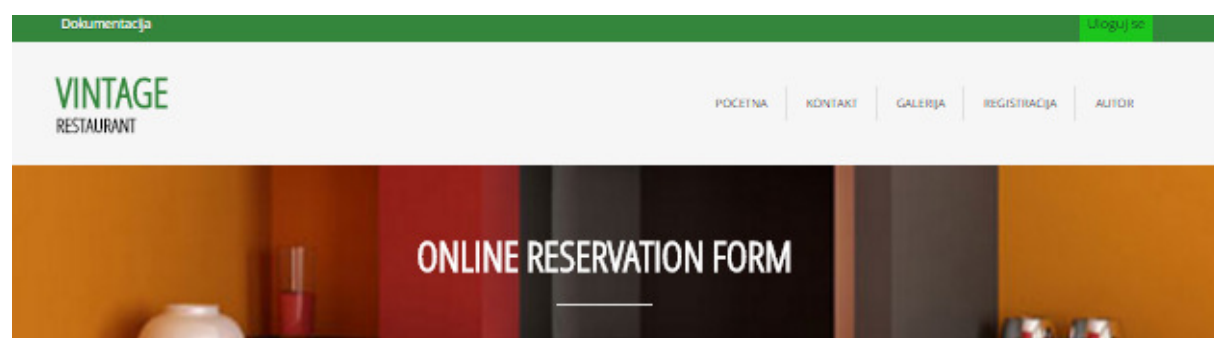 Dokumentacija
Uloguj se
VINTAGE
RESTAURANT
POCETNA
KONTAKT
GALERIJA
REGISTRACIJA
AUTOR
ONLINE RESERVATION FORM